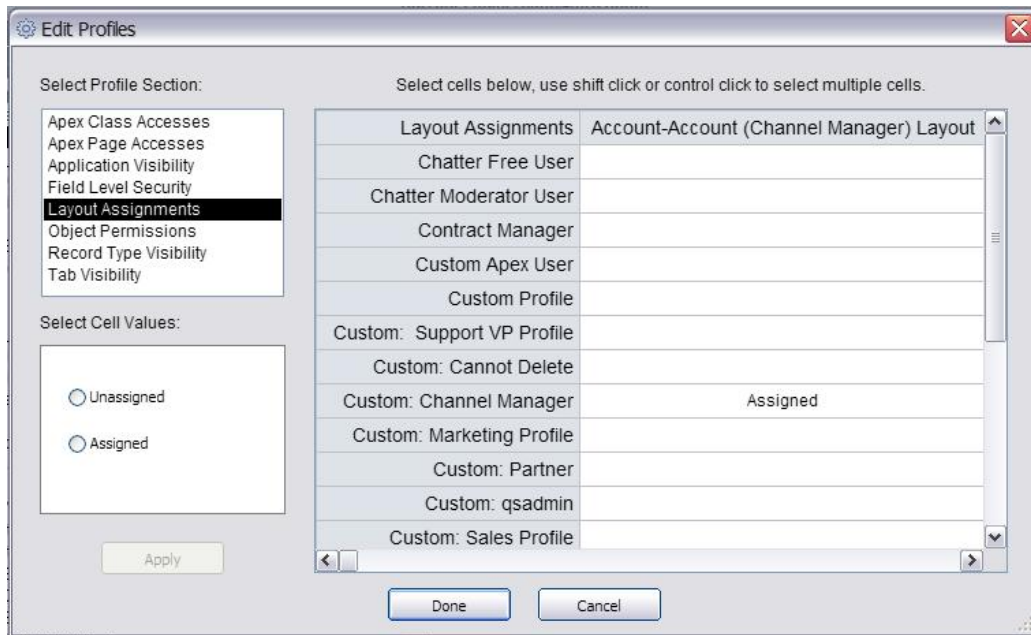 Edit Profiles
Select Profile Section:
Apex Class Accesses
Apex Page Accesses
Application Visibility
Field Level Security
Layout Assignments
Object Permissions
Record Type Visibility
Tab Visibility
Select Cell Values:
Unassigned
Assigned
Apply
Select cells below, use shift click or control click to select multiple cells.
Layout Assignments Account-Account (Channel Manager) Layout
Chatter Free User
Chatter Moderator User
Contract Manager
Custom Apex User
Custom Profile
Custom: Support VP Profile
Custom: Cannot Delete
Custom: Channel Manager Assigned
Custom: Marketing Profile
Custom: Partner
Custom: qsadmin
Custom: Sales Profile
Done Cancel